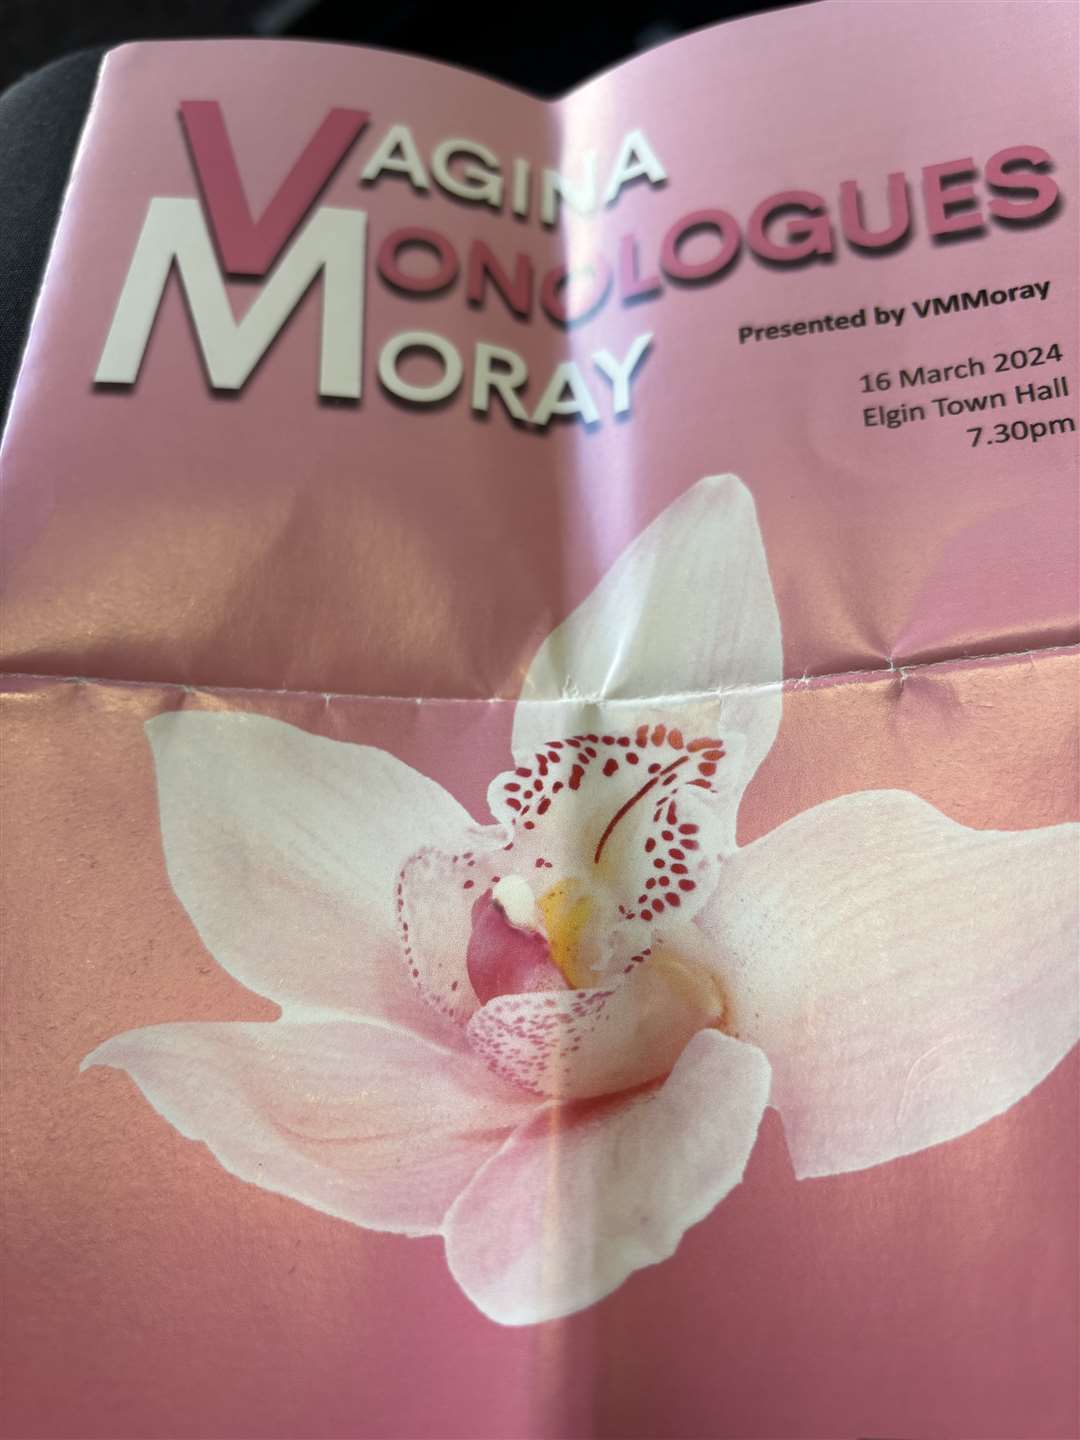 VAGINA
MONOLOGUES
MORAY
Presented by VMMoray
16 March 2024
Elgin Town Hall
7.30pm